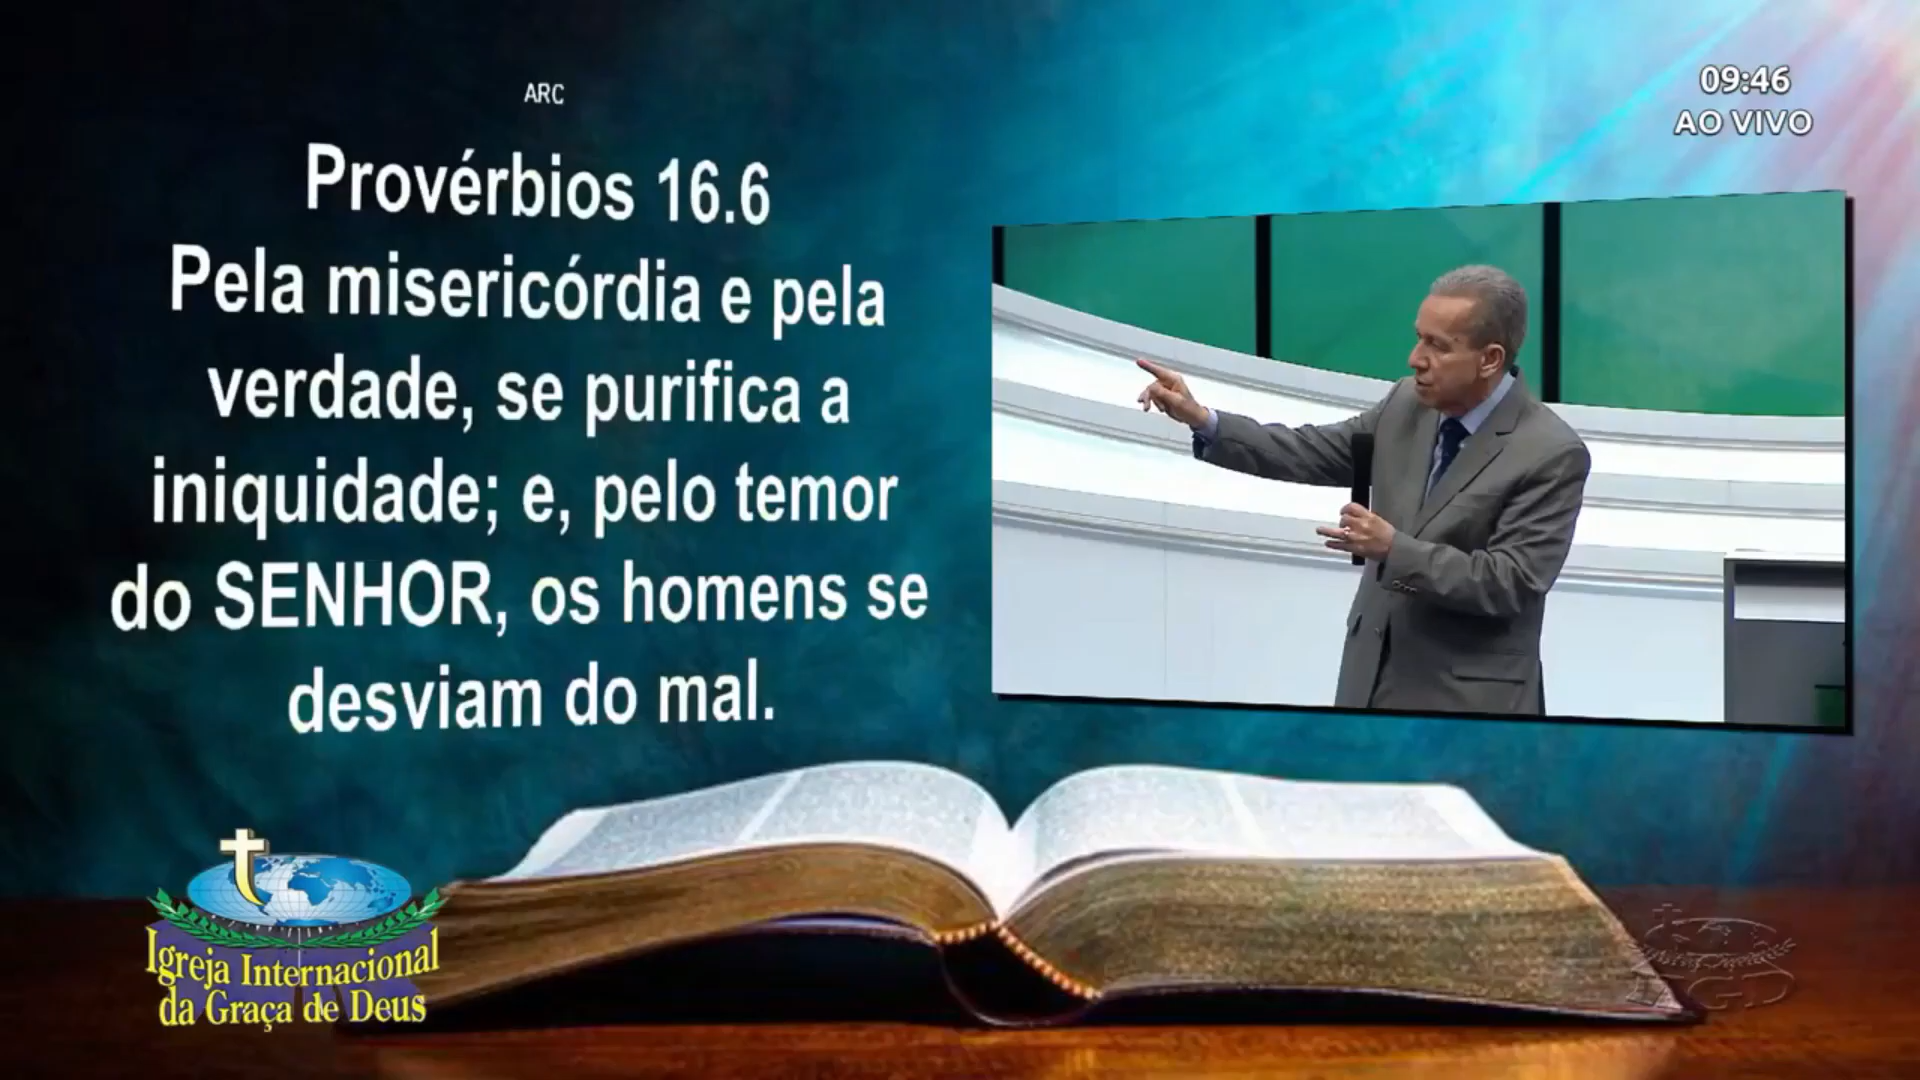 ARC
Provérbios 16.6
Pela misericórdia e pela
verdade, se purifica a
iniquidade; e, pelo temor
do SENHOR, os homens se
desviam do mal.
09:46
AO VIVO
Igreja Internacional
da Graça de Deus